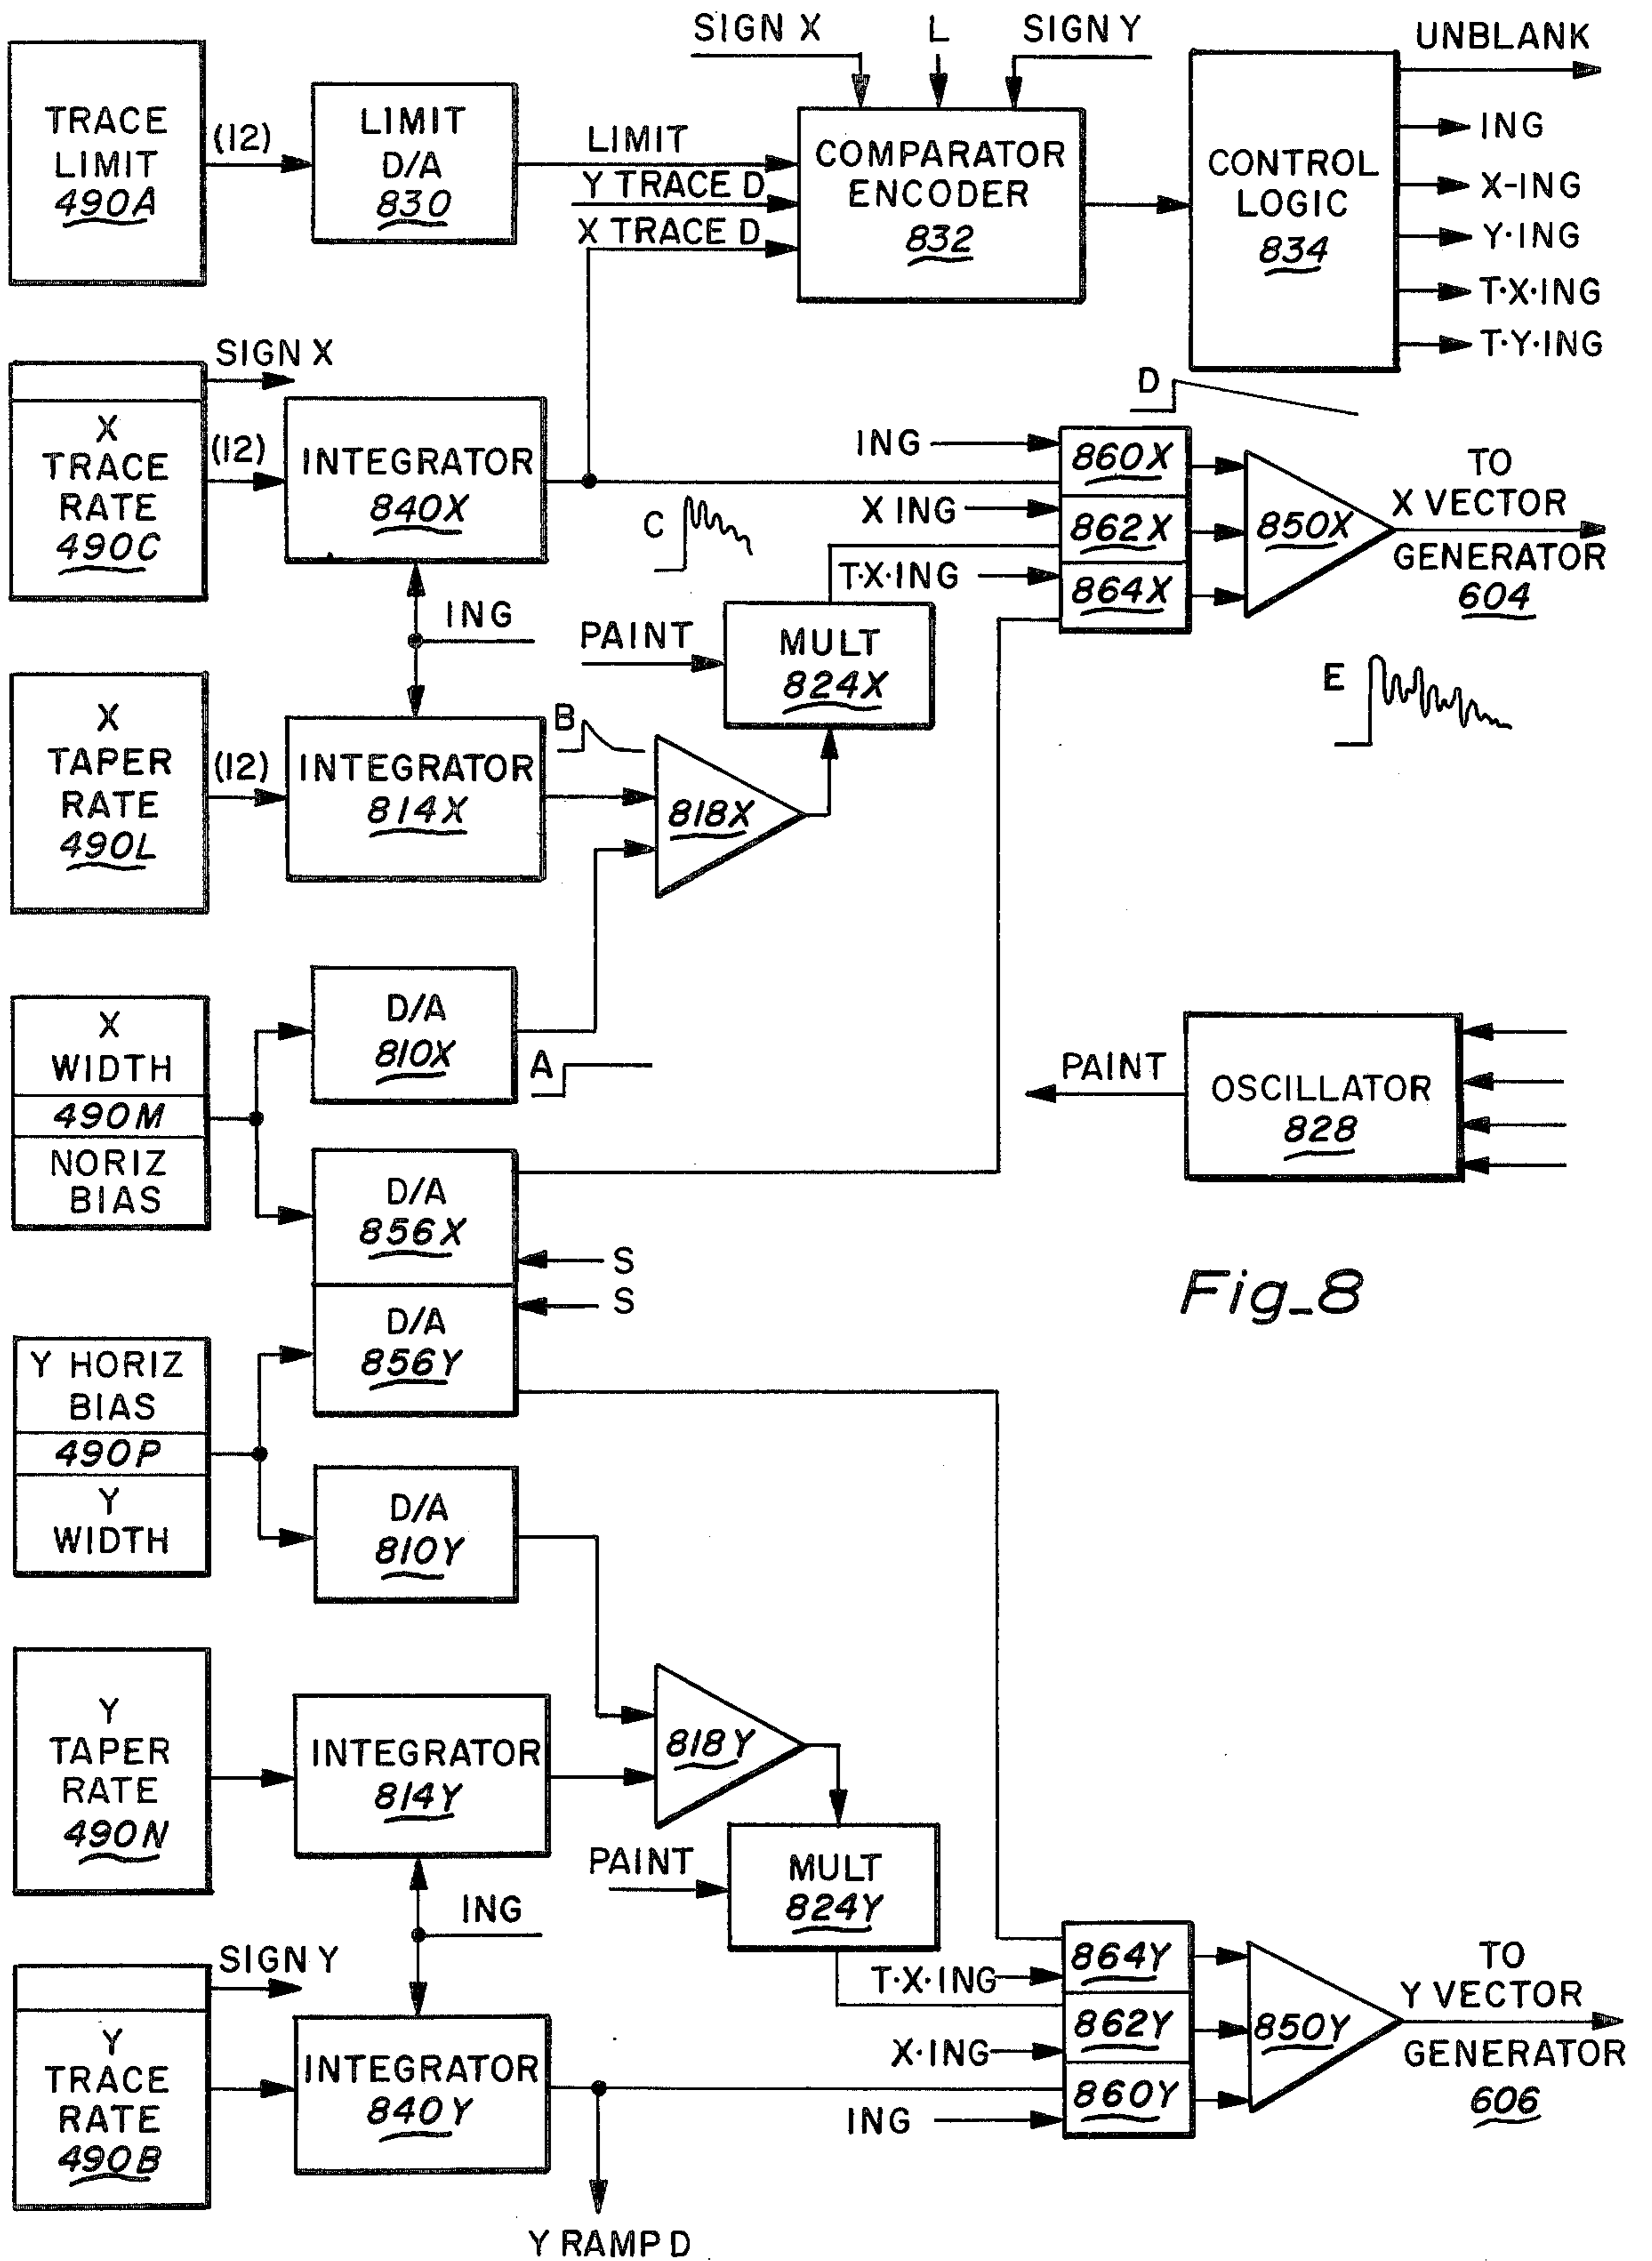 SIGN X
L
SIGN Y
UNBLANK
TRACE
LIMIT
490A
(12)
LIMIT
D/A
830
LIMIT
Y TRACE D
X TRACE D
COMPARATOR
ENCODER
832
CONTROL
LOGIC
834
ING
X-ING
Y·ING
T·X·ING
T·Y·ING
SIGN X
X
TRACE
RATE
490C
(12)
INTEGRATOR
840X
C
D
ING
X ING
T·X·ING
860X
862X
864X
850X
TO
X VECTOR
GENERATOR
604
ING
PAINT
MULT
824X
E
X
TAPER
RATE
490L
(12)
INTEGRATOR
814X
B
818X
X
WIDTH
490M
NORIZ
BIAS
D/A
810X
A
PAINT
OSCILLATOR
828
D/A
856X
S
S
D/A
856Y
Fig_8
Y HORIZ
BIAS
490P
Y
WIDTH
D/A
810Y
Y
TAPER
RATE
490N
INTEGRATOR
814Y
818Y
PAINT
MULT
824Y
ING
SIGN Y
Y
TRACE
RATE
490B
INTEGRATOR
840Y
T·X·ING
X·ING
ING
864Y
862Y
860Y
850Y
TO
Y VECTOR
GENERATOR
606
Y RAMP D